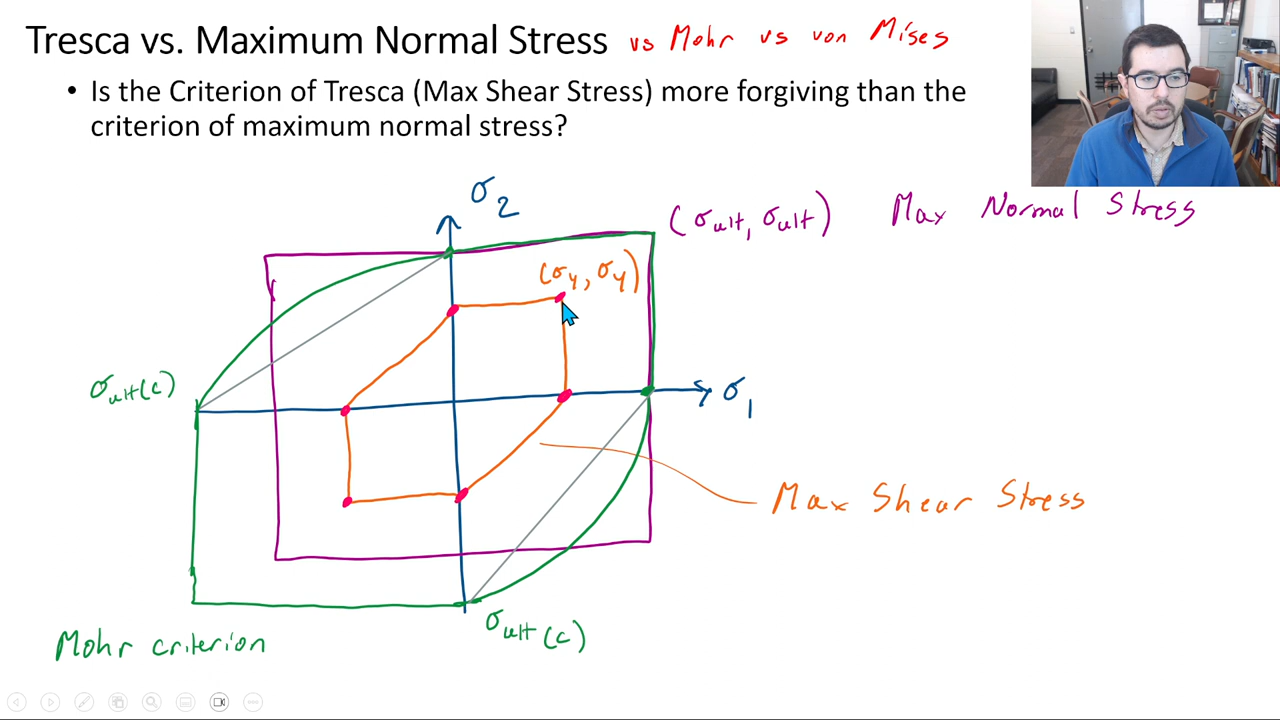 Tresca vs. Maximum Normal Stress vs Mohr vs von Mises
• Is the Criterion of Tresca (Max Shear Stress) more forgiving than the
criterion of maximum normal stress?
σ2
(σult, σult) Max Normal Stress
(σy, σy)
σult(c)
σ1
Max Shear Stress
σult(c)
Mohr criterion